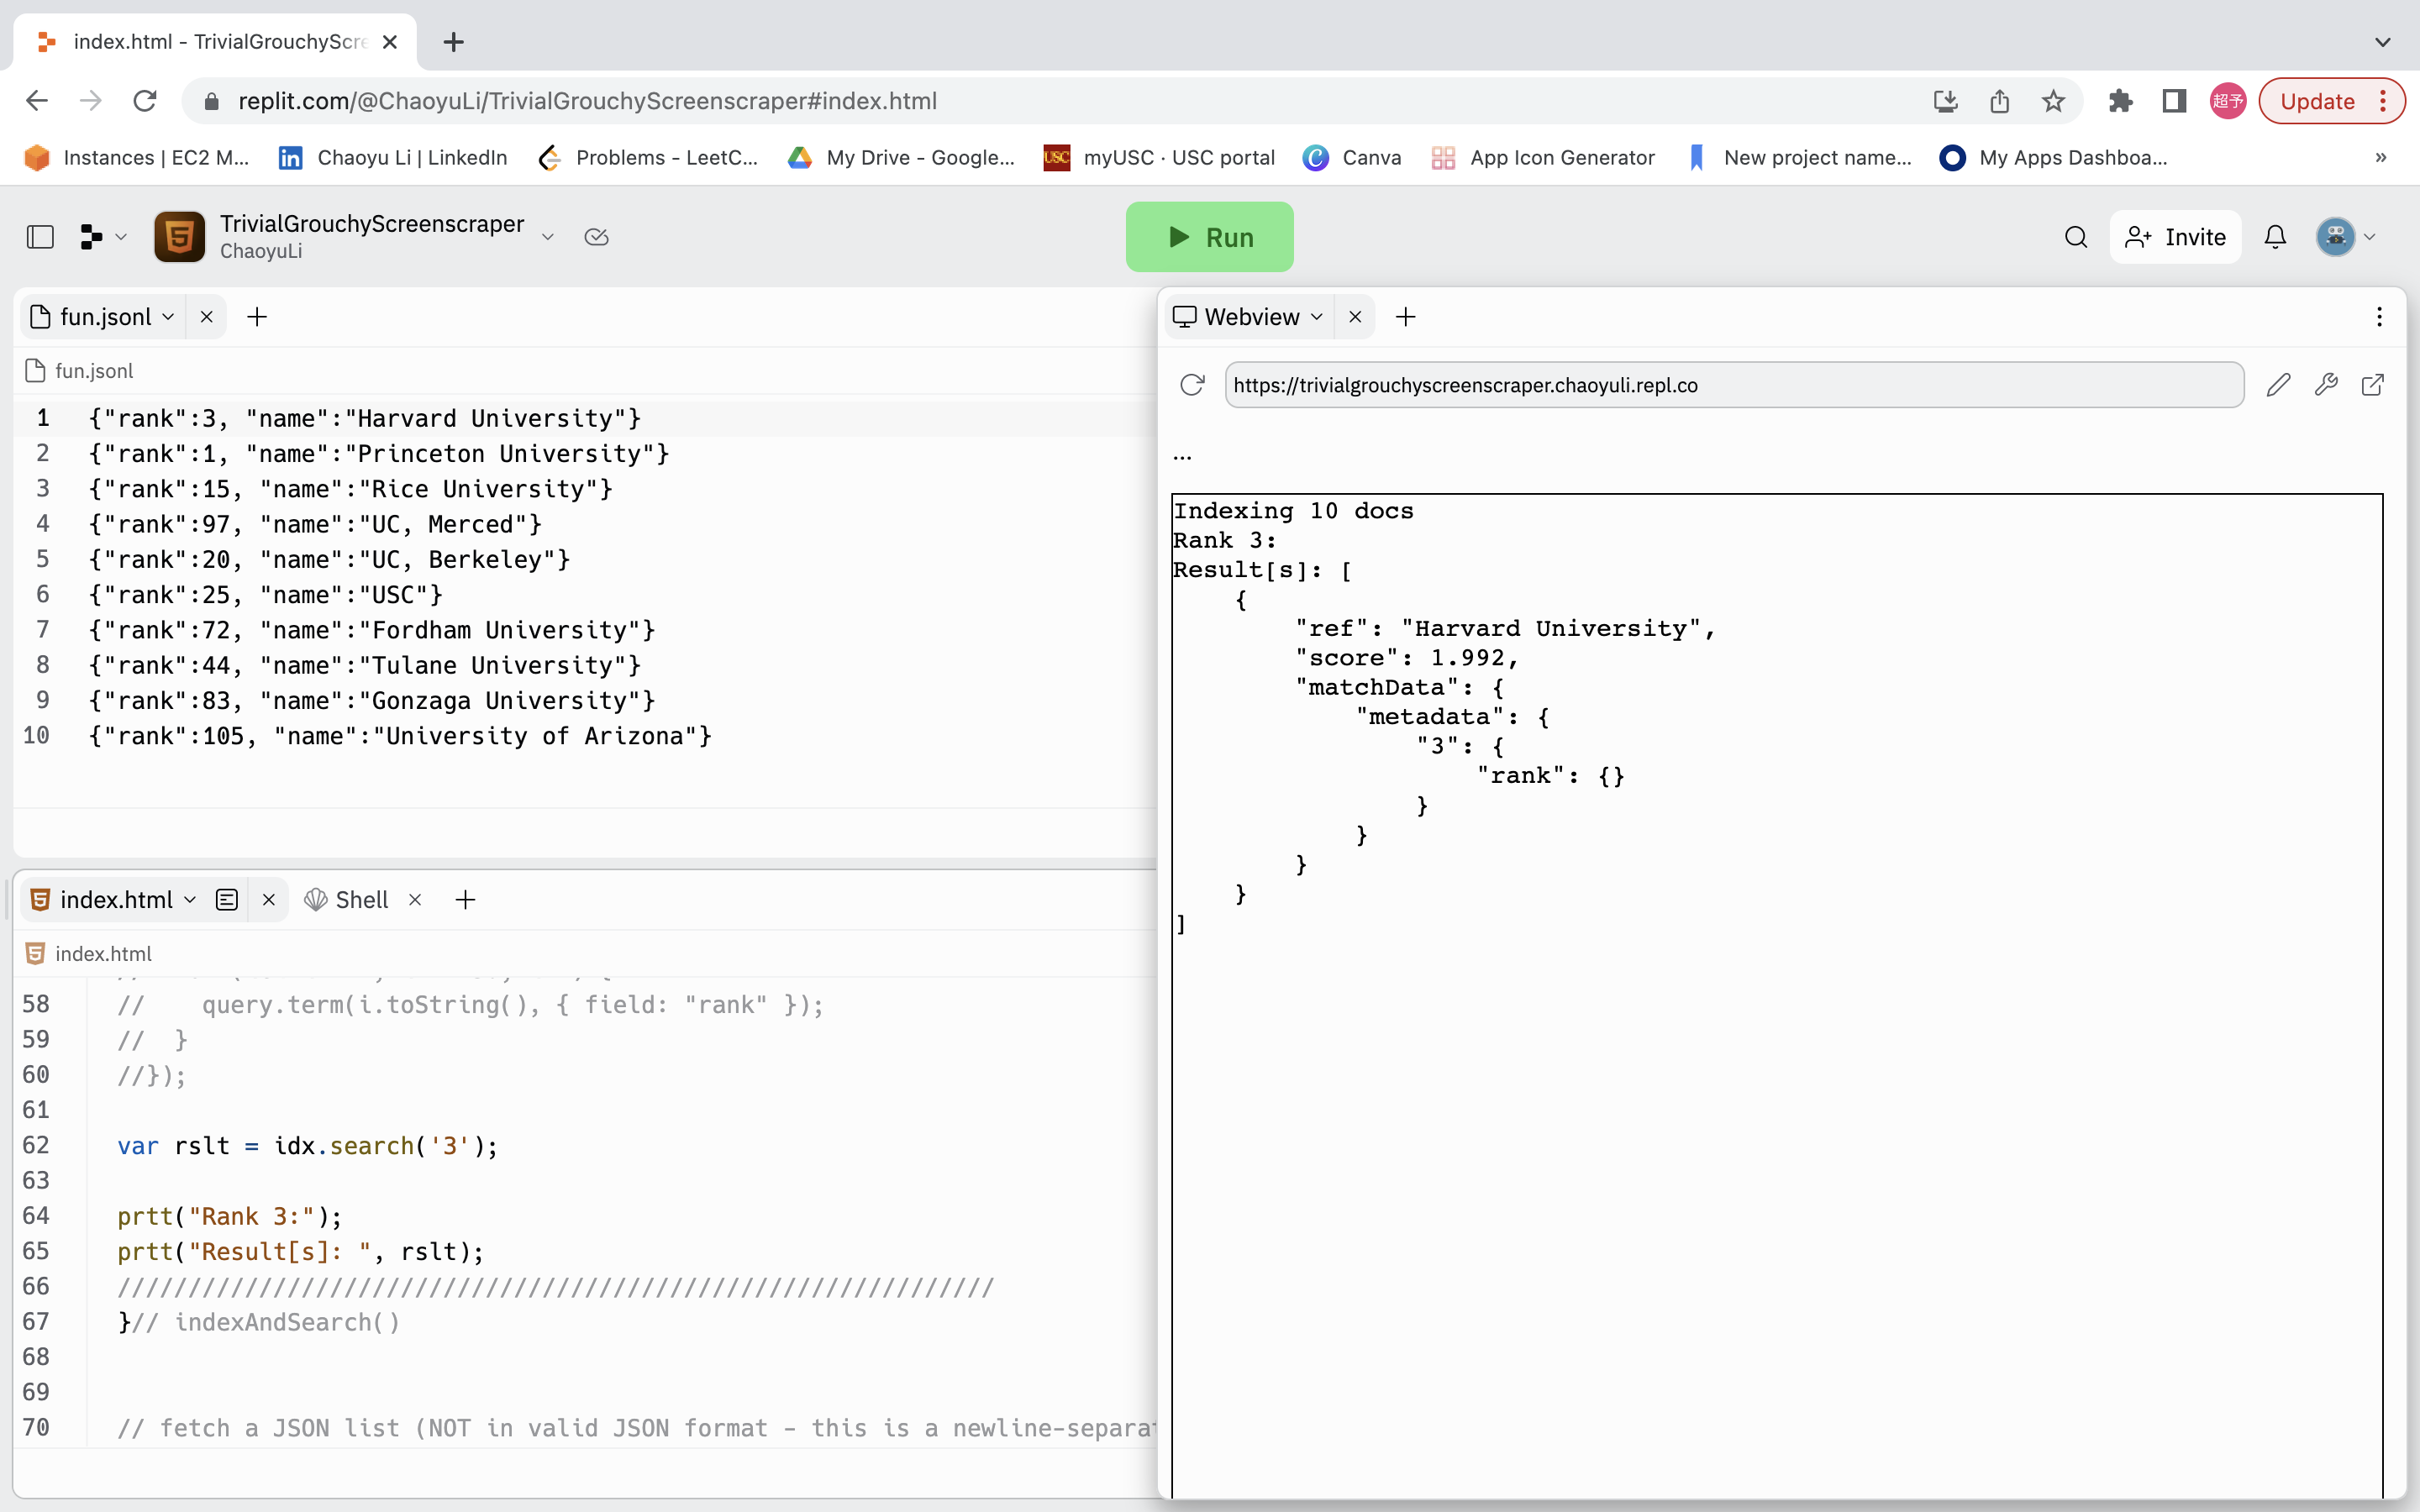 index.html - TrivialGrouchyScre
replit.com/@ChaoyuLi/TrivialGrouchyScreenscraper#index.html
超予
Update
Instances | EC2 M...
Chaoyu Li | LinkedIn
Problems - LeetC...
My Drive - Google...
USC
myUSC · USC portal
Canva
App Icon Generator
New project name...
My Apps Dashboa...
»
TrivialGrouchyScreenscraper
ChaoyuLi
Run
Invite
fun.jsonl
fun.jsonl
1 {"rank":3, "name":"Harvard University"}
2 {"rank":1, "name":"Princeton University"}
3 {"rank":15, "name":"Rice University"}
4 {"rank":97, "name":"UC, Merced"}
5 {"rank":20, "name":"UC, Berkeley"}
6 {"rank":25, "name":"USC"}
7 {"rank":72, "name":"Fordham University"}
8 {"rank":44, "name":"Tulane University"}
9 {"rank":83, "name":"Gonzaga University"}
10 {"rank":105, "name":"University of Arizona"}
index.html
Shell
index.html
58 // query.term(i.toString(), { field: "rank" });
59 // }
60 //});
61
62 var rslt = idx.search('3');
63
64 prtt("Rank 3:");
65 prtt("Result[s]: ", rslt);
66 //////////////////////////////////////////////////////////////
67 }// indexAndSearch()
68
69
70 // fetch a JSON list (NOT in valid JSON format - this is a newline-separat
Webview
https://trivialgrouchyscreenscraper.chaoyuli.repl.co
...
Indexing 10 docs
Rank 3:
Result[s]: [
{
"ref": "Harvard University",
"score": 1.992,
"matchData": {
"metadata": {
"3": {
"rank": {}
}
}
}
}
]